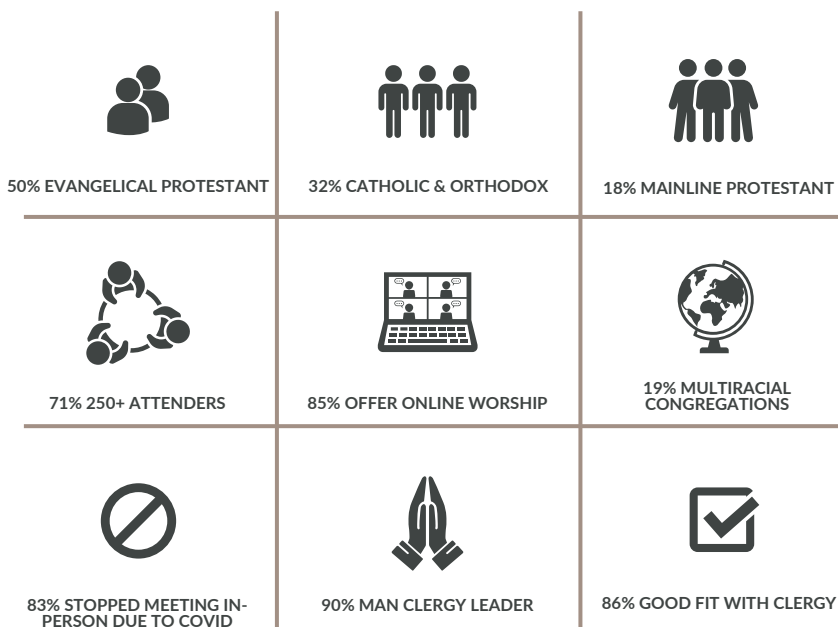 50% EVANGELICAL PROTESTANT
32% CATHOLIC & ORTHODOX
18% MAINLINE PROTESTANT
71% 250+ ATTENDERS
85% OFFER ONLINE WORSHIP
19% MULTIRACIAL
CONGREGATIONS
83% STOPPED MEETING IN-
PERSON DUE TO COVID
90% MAN CLERGY LEADER
86% GOOD FIT WITH CLERGY